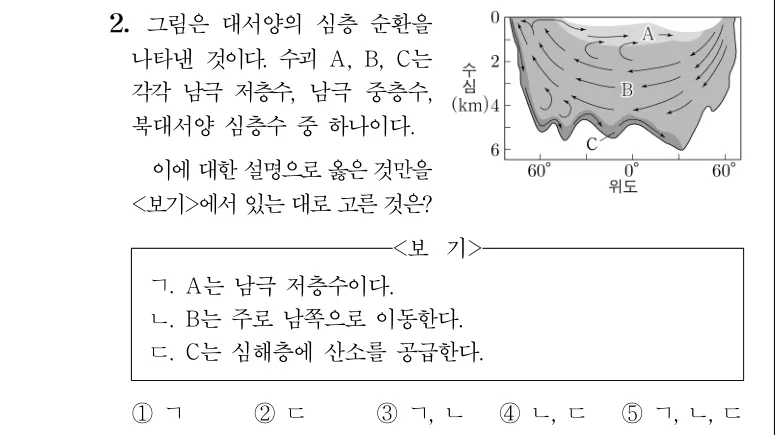 2. 그림은 대서양의 심층 순환을
나타낸 것이다. 수괴 A, B, C는
각각 남극 저층수, 남극 중층수,
북대서양 심층수 중 하나이다.
이에 대한 설명으로 옳은 것만을
<보기>에서 있는 대로 고른 것은?
수심
(km)
0
2
4
6
A
B
C
60° 0° 60°
위도
<보 기>
ㄱ. A는 남극 저층수이다.
ㄴ. B는 주로 남쪽으로 이동한다.
ㄷ. C는 심해층에 산소를 공급한다.
① ㄱ ② ㄷ ③ ㄱ, ㄴ ④ ㄴ, ㄷ ⑤ ㄱ, ㄴ, ㄷ